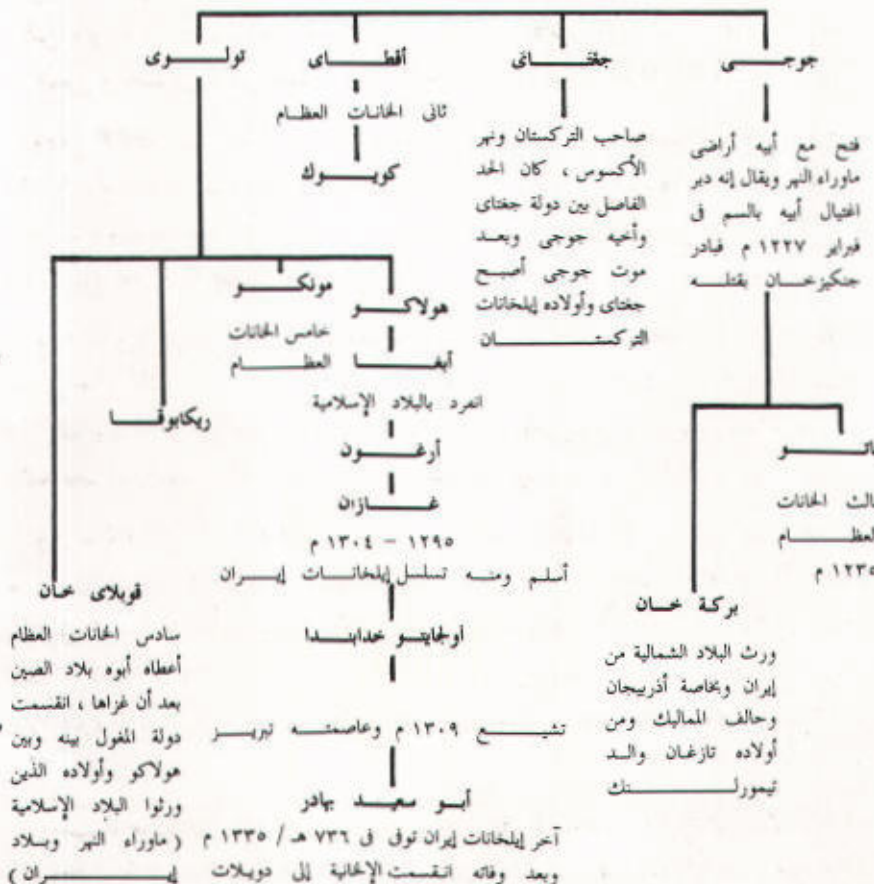 جوجى
جغتاى
أقطاى
تولوى
فتح مع أبيه أراضى
ماوراء النهر ويقال إنه دبر
اغتيال أبيه بالسم فى
فبراير ١٢٢٧ م فبادر
جنكيزخان بقتله
صاحب التركستان ونهر
الأكسوس ، كان الحد
الفاصل بين دولة جغتاى
وأخيه جوجى وبعد
موت جوجى أصبح
جغتاى وأولاده إيلخانات
التركستان
ثانى الخانات العظام
كويوك
مونكو
خامس الخانات
العظام
هولاكو
أبغا
انفرد بالبلاد الإسلامية
أرغون
غازان
١٢٩٥ – ١٣٠٤ م
أسلم ومنه تسلسل إيلخانات إيران
أولجايتو خدابندا
تشيع ١٣٠٩ م وعاصمته تبريز
أبو سعيد بهادر
آخر إيلخانات إيران توفى فى ٧٣٦ هـ / ١٣٣٥ م
وبعد وفاته انقسمت الإلخانية إلى دويلات
ريكابوقا
قوبلاى خان
سادس الخانات العظام
أعطاه أبوه بلاد الصين
بعد أن غزاها ، انقسمت
دولة المغول بينه وبين
هولاكو وأولاده الذين
ورثوا البلاد الإسلامية
( ماوراء النهر وبلاد
إيران )
اتو
الث الخانات
لعظام
١٢٣٥ م
بركة خان
ورث البلاد الشمالية من
إيران وبخاصة أذربيجان
وحالف المماليك ومن
أولاده تازغان والد
تيمورلنك